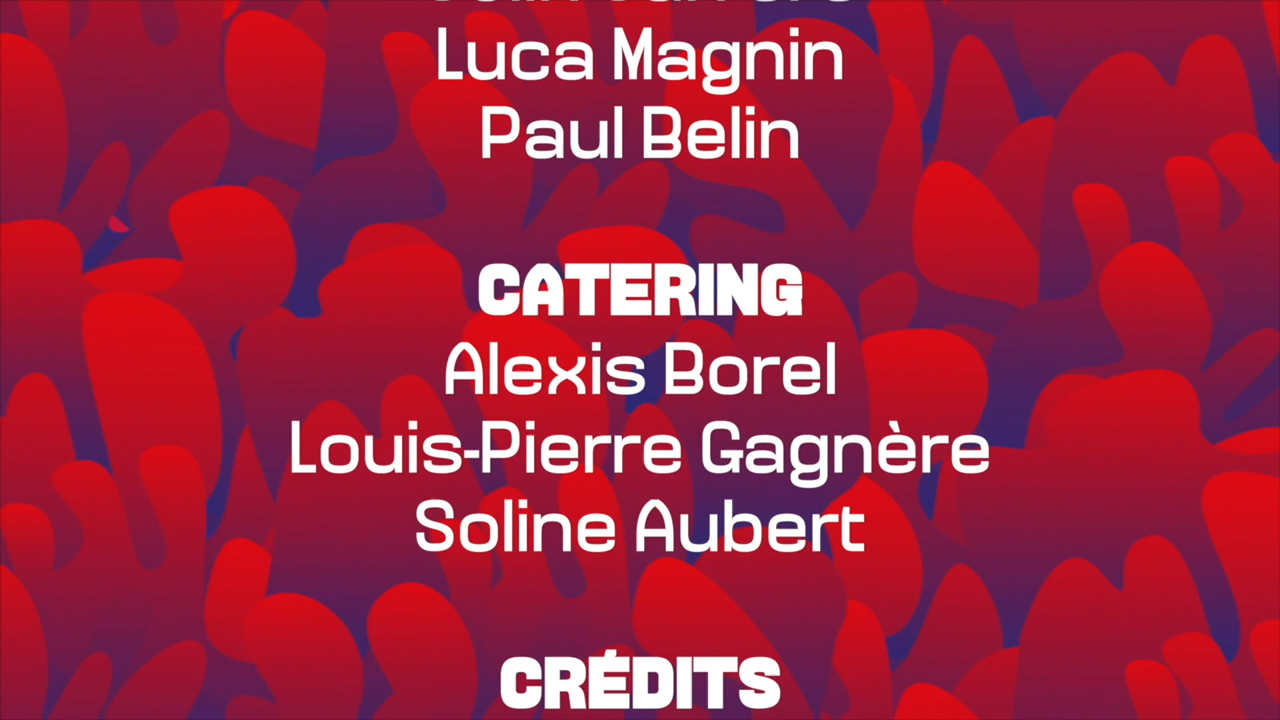 Luca Magnin
Paul Belin
CATERING
Alexis Borel
Louis-Pierre Gagnère
Soline Aubert
CRÉDITS